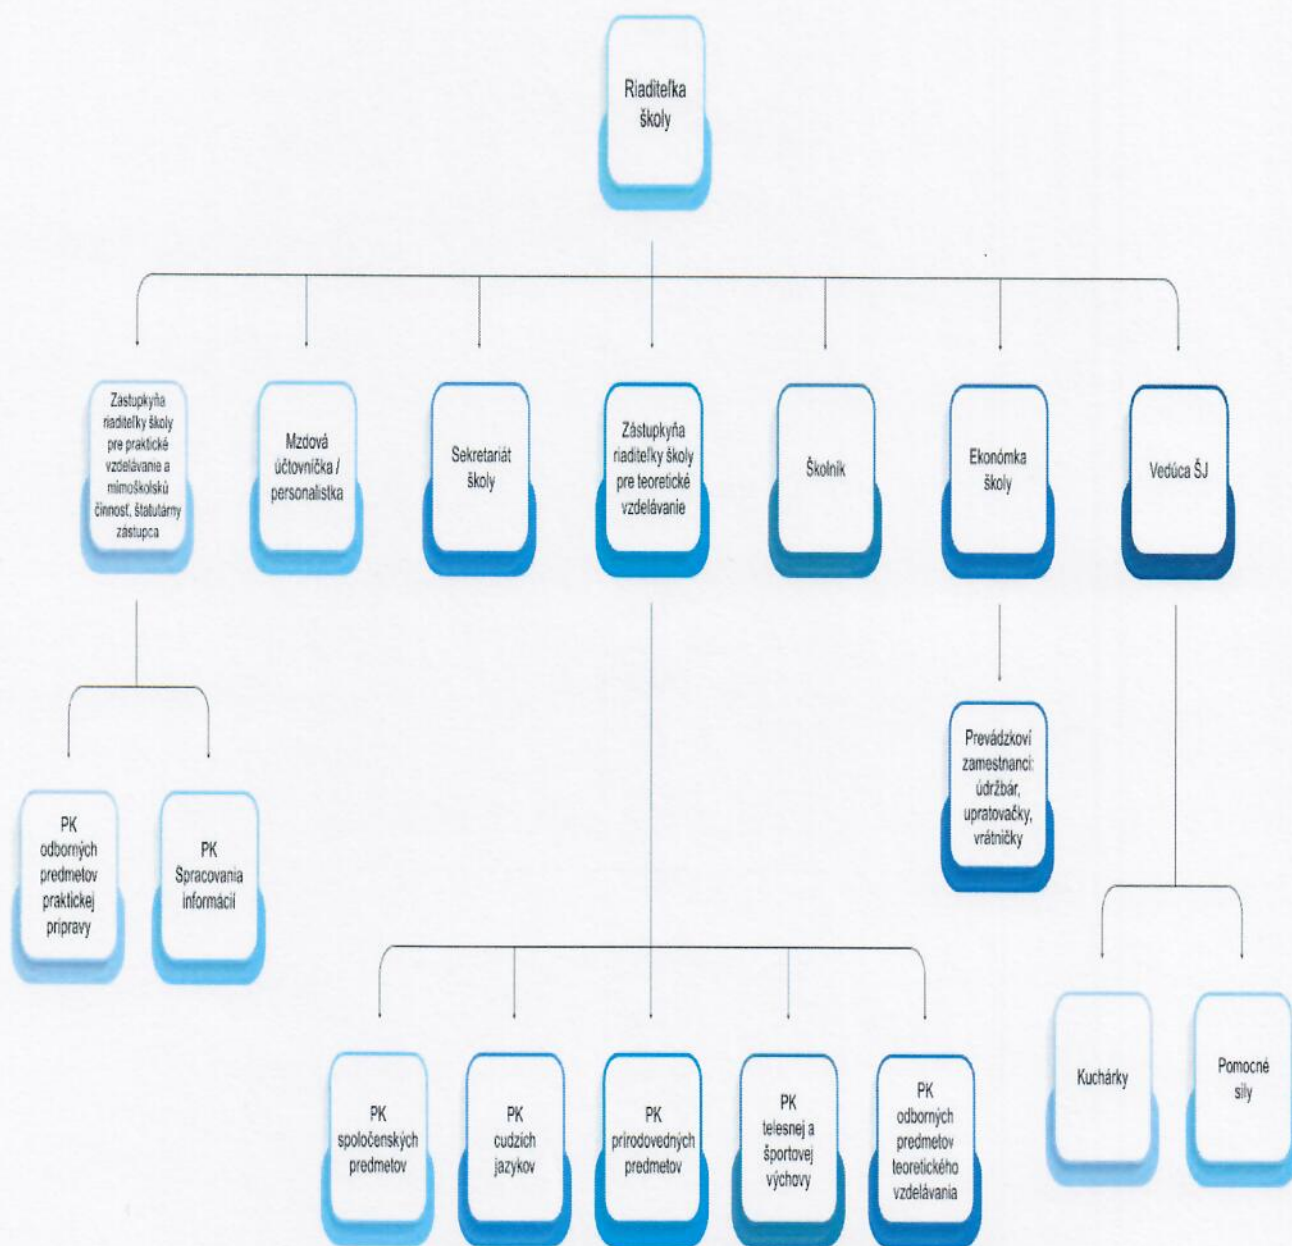 Riaditeľka
školy
Zástupkyňa
riaditeľky školy
pre praktické
vzdelávanie a
mimoškolskú
činnosť, štatutárny
zástupca
Mzdová
účtovníčka /
personalistka
Sekretariát
školy
Zástupkyňa
riaditeľky školy
pre teoretické
vzdelávanie
Školník
Ekonómka
školy
Vedúca ŠJ
PK
odborných
predmetov
praktickej
prípravy
PK
Spracovania
informácií
Prevádzkoví
zamestnanci:
údržbár,
upratovačky,
vrátničky
PK
spoločenských
predmetov
PK
cudzích
jazykov
PK
prírodovedných
predmetov
PK
telesnej a
športovej
výchovy
PK
odborných
predmetov
teoretického
vzdelávania
Kuchárky
Pomocné
sily